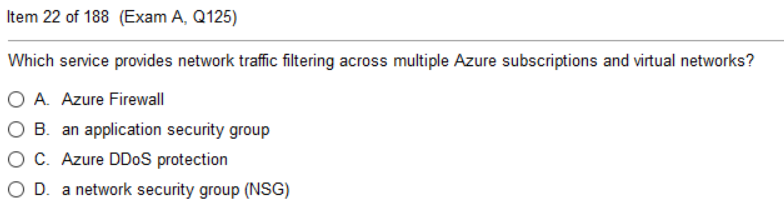 Item 22 of 188 (Exam A, Q125)
Which service provides network traffic filtering across multiple Azure subscriptions and virtual networks?
A. Azure Firewall
B. an application security group
C. Azure DDoS protection
D. a network security group (NSG)